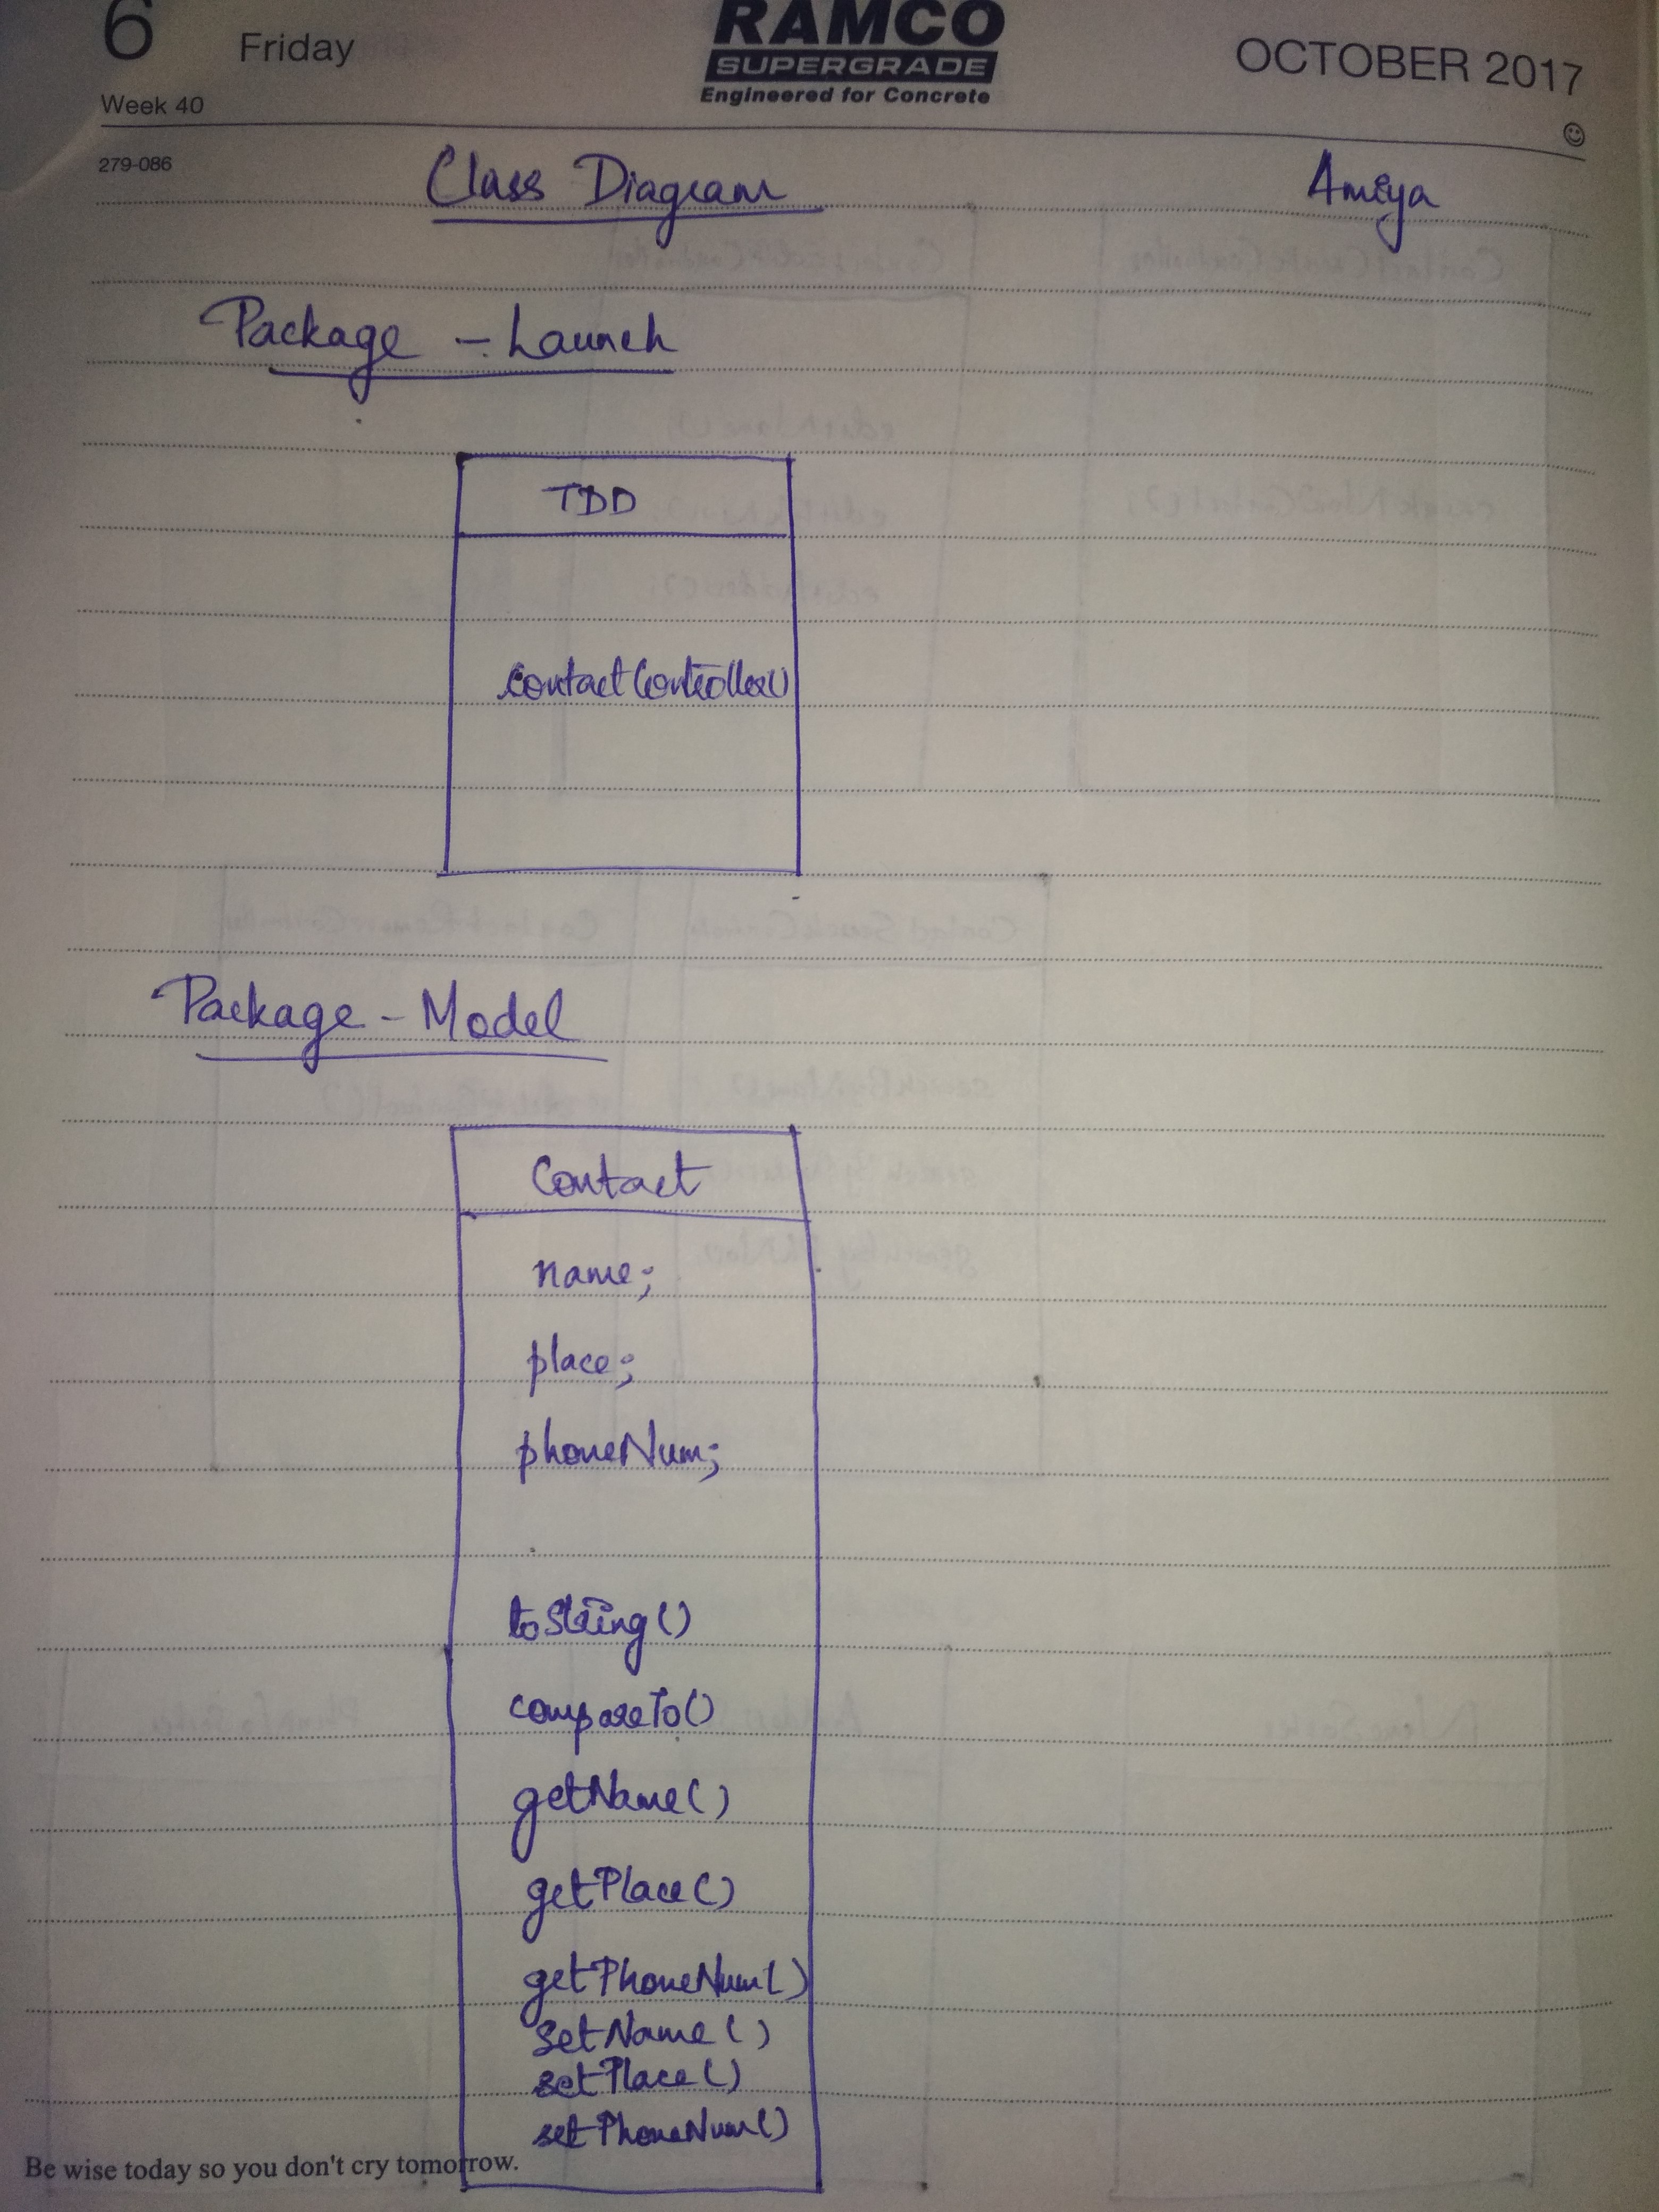 6 Friday
RAMCO
SUPERGRADE
Engineered for Concrete
OCTOBER 2017
Week 40
279-086
Class Diagram
Amiya
Package - Launch
TDD
contactController()
Package - Model
Contact
name;
place;
phoneNum;
toString()
compareTo()
getName()
getPlace()
getPhoneNum()
setName()
setPlace()
setPhoneNum()
Be wise today so you don't cry tomorrow.